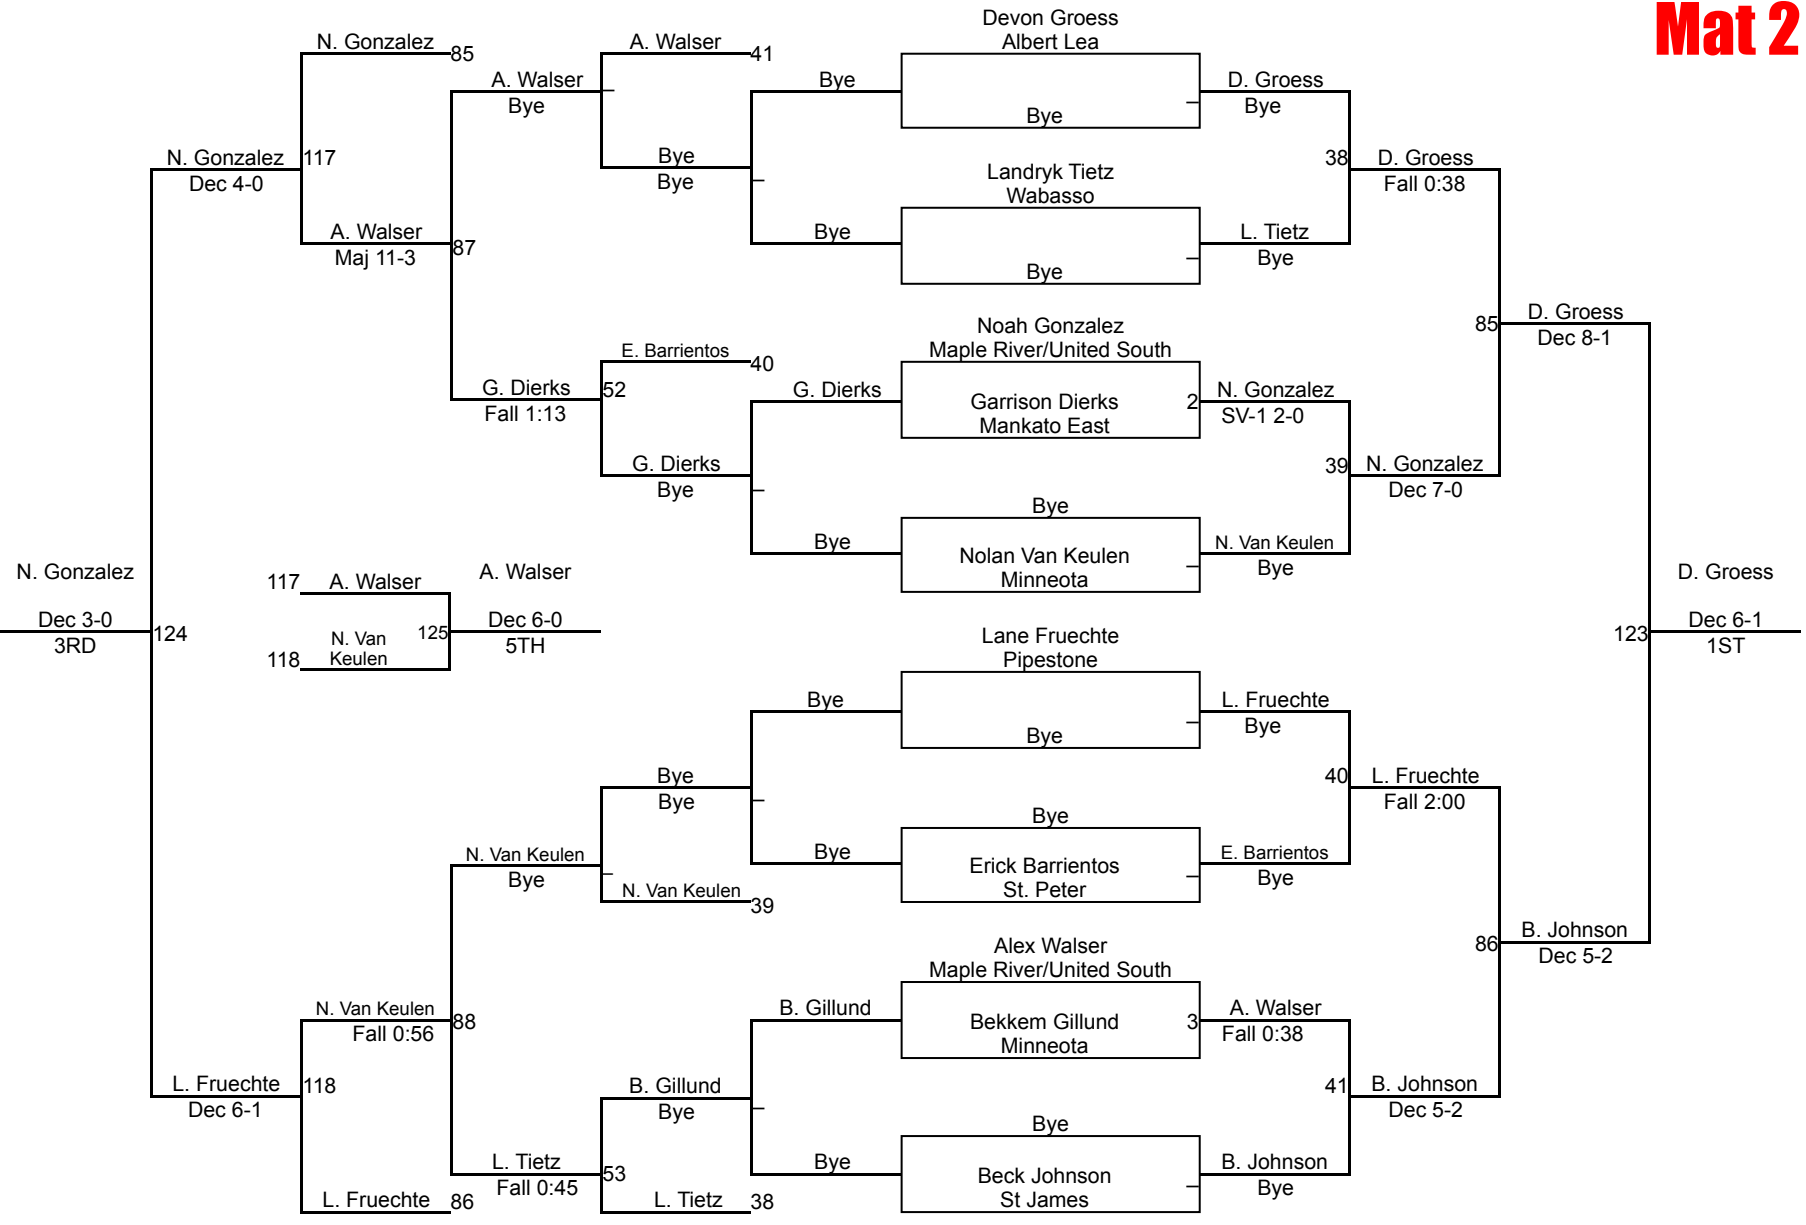 Mat 2
Devon Groess
Albert Lea
N. Gonzalez
85
A. Walser
41
A. Walser
Bye
Bye
D. Groess
Bye
Bye
N. Gonzalez
Dec 4-0
117
Bye
Bye
Landryk Tietz
Wabasso
38
D. Groess
Fall 0:38
A. Walser
Maj 11-3
87
Bye
Bye
L. Tietz
Bye
Noah Gonzalez
Maple River/United South
85
D. Groess
Dec 8-1
E. Barrientos
40
G. Dierks
Fall 1:13
52
G. Dierks
Garrison Dierks
Mankato East
2
N. Gonzalez
SV-1 2-0
G. Dierks
Bye
39
N. Gonzalez
Dec 7-0
Bye
Bye
Nolan Van Keulen
Minneota
N. Van Keulen
Bye
N. Gonzalez
Dec 3-0
3RD
124
117
A. Walser
118
N. Van
Keulen
125
A. Walser
Dec 6-0
5TH
D. Groess
Dec 6-1
1ST
123
Lane Fruechte
Pipestone
Bye
Bye
L. Fruechte
Bye
Bye
Bye
40
L. Fruechte
Fall 2:00
Bye
Bye
Erick Barrientos
St. Peter
E. Barrientos
Bye
N. Van Keulen
Bye
N. Van Keulen
39
86
B. Johnson
Dec 5-2
Alex Walser
Maple River/United South
N. Van Keulen
Fall 0:56
88
B. Gillund
Bekkem Gillund
Minneota
3
A. Walser
Fall 0:38
L. Fruechte
Dec 6-1
118
B. Gillund
Bye
41
B. Johnson
Dec 5-2
Bye
L. Tietz
Fall 0:45
53
Bye
Beck Johnson
St James
B. Johnson
Bye
L. Fruechte
86
L. Tietz
38